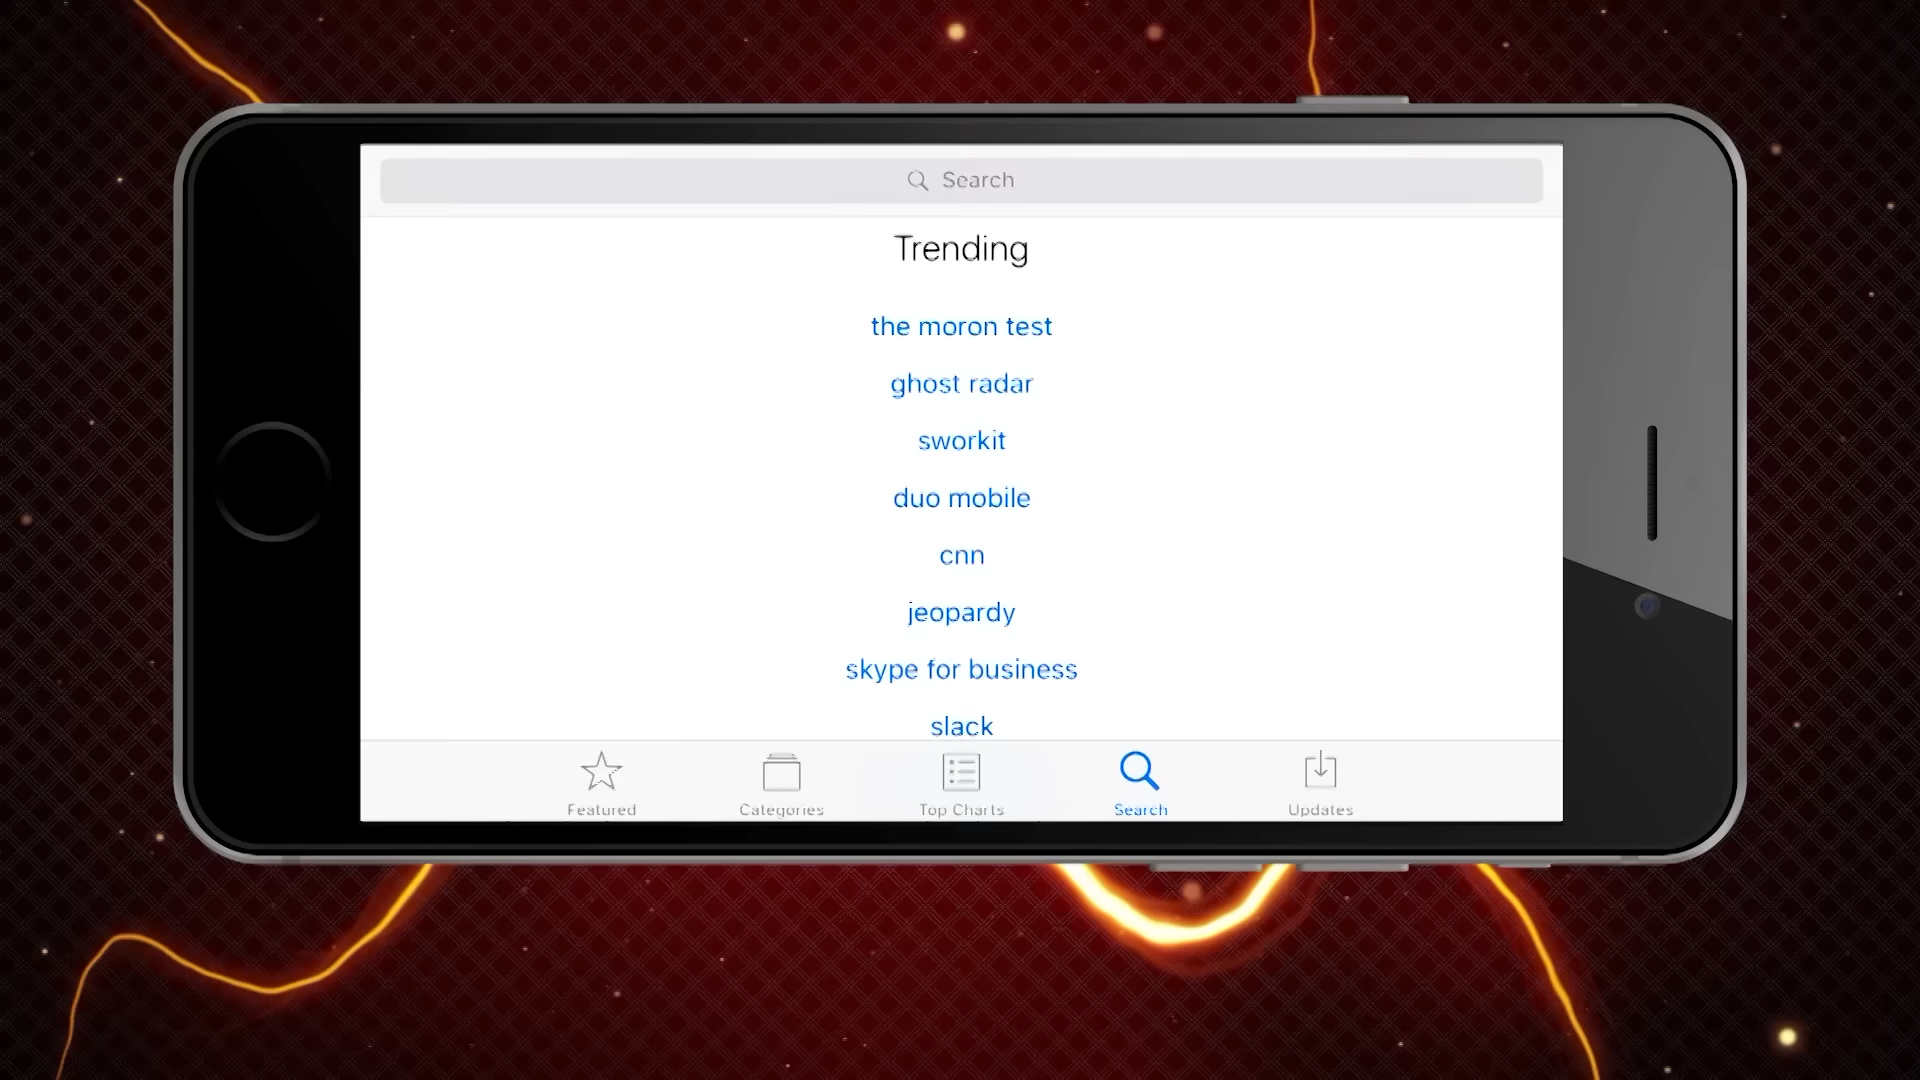 Search
Trending
the moron test
ghost radar
sworkit
duo mobile
cnn
jeopardy
skype for business
slack
Featured
Categories
Top Charts
Search
Updates